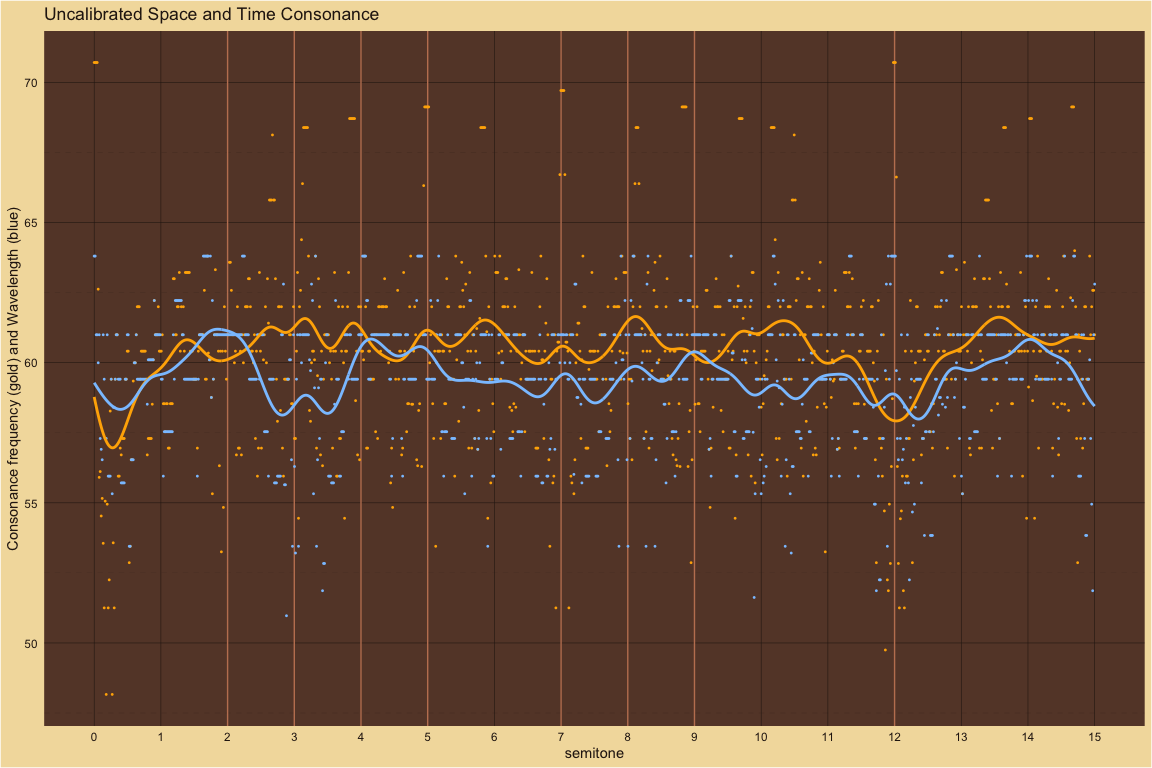 Uncalibrated Space and Time Consonance
Consonance frequency (gold) and Wavelength (blue)
70
65
60
55
50
0 1 2 3 4 5 6 7 8 9 10 11 12 13 14 15
semitone